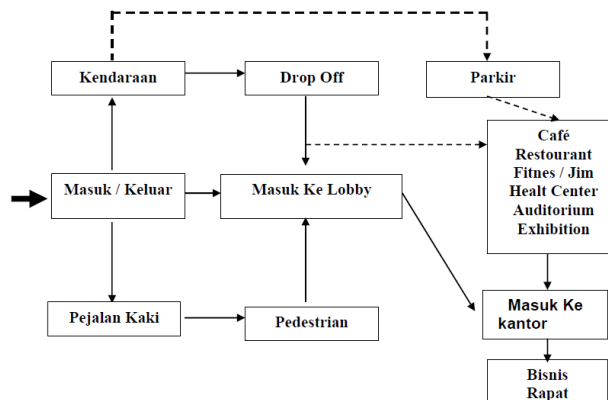 Kendaraan
Drop Off
Parkir
Café
Restourant
Fitnes / Jim
Healt Center
Auditorium
Exhibition
Masuk / Keluar
Masuk Ke Lobby
Pejalan Kaki
Pedestrian
Masuk Ke
kantor
Bisnis
Rapat